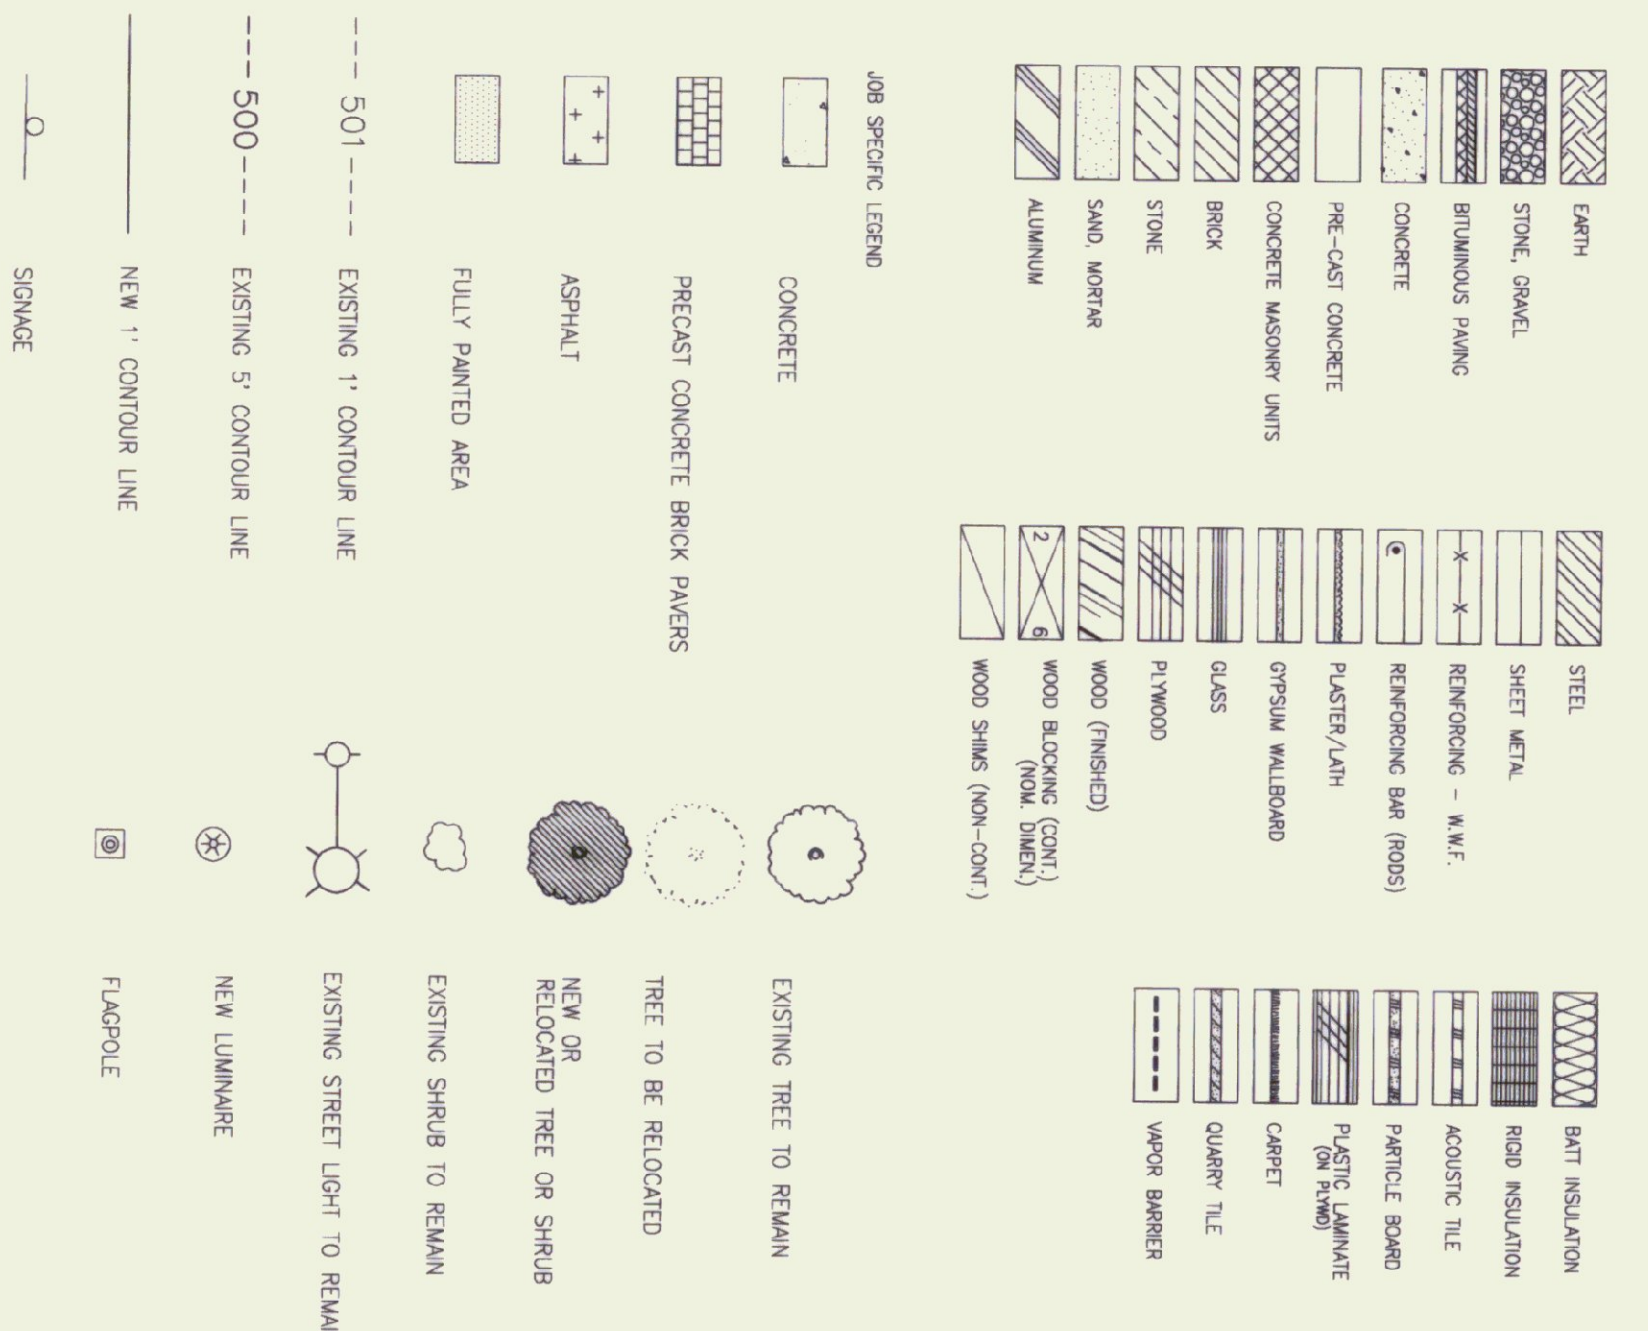 EARTH
STONE, GRAVEL
BITUMINOUS PAVING
CONCRETE
PRE-CAST CONCRETE
CONCRETE MASONRY UNITS
BRICK
STONE
SAND, MORTAR
ALUMINUM
STEEL
SHEET METAL
REINFORCING - W.W.F.
REINFORCING BAR (RODS)
PLASTER/LATH
GYPSUM WALLBOARD
GLASS
PLYWOOD
WOOD (FINISHED)
2 6
WOOD BLOCKING (CONT.)
(NOM. DIMEN.)
WOOD SHIMS (NON-CONT.)
BATT INSULATION
RIGID INSULATION
ACOUSTIC TILE
PARTICLE BOARD
PLASTIC LAMINATE
(ON PLYWD)
CARPET
QUARRY TILE
VAPOR BARRIER
JOB SPECIFIC LEGEND
CONCRETE
PRECAST CONCRETE BRICK PAVERS
ASPHALT
FULLY PAINTED AREA
501
EXISTING 1' CONTOUR LINE
500
EXISTING 5' CONTOUR LINE
NEW 1' CONTOUR LINE
SIGNAGE
EXISTING TREE TO REMAIN
TREE TO BE RELOCATED
NEW OR
RELOCATED TREE OR SHRUB
EXISTING SHRUB TO REMAIN
EXISTING STREET LIGHT TO REMAI
NEW LUMINAIRE
FLAGPOLE